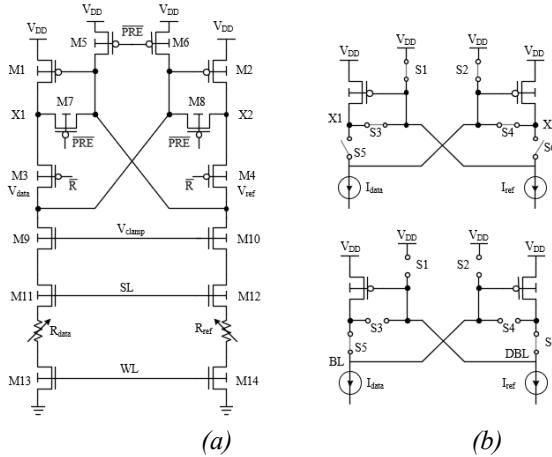 VDD
VDD
VDD
VDD
M5
PRE
M6
M1
M2
X1
M7
M8
X2
PRE
PRE
M3
M4
R
R
Vdata
Vref
M9
Vclamp
M10
M11
SL
M12
Rdata
Rref
M13
WL
M14
(a)
VDD
VDD
VDD
VDD
S1
S2
X1
S3
S4
X
S5
Idata
Iref
VDD
VDD
VDD
VDD
S1
S2
S3
S4
S5
S
BL
DBL
Idata
Iref
(b)